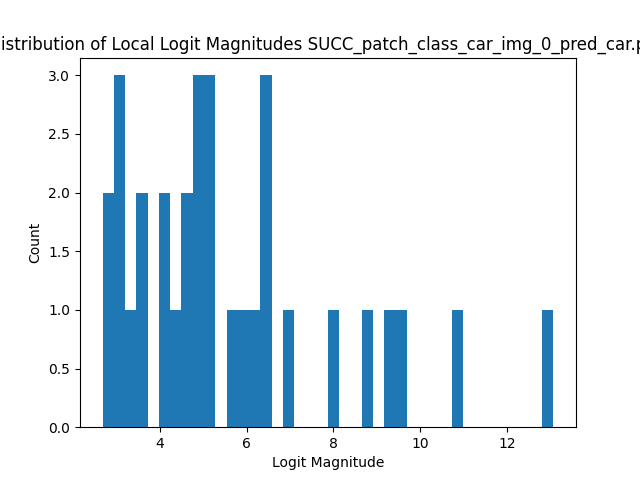 istribution of Local Logit Magnitudes SUCC_patch_class_car_img_0_pred_car.p
3.0
2.5
2.0
1.5
1.0
0.5
0.0
Count
4 6 8 10 12
Logit Magnitude